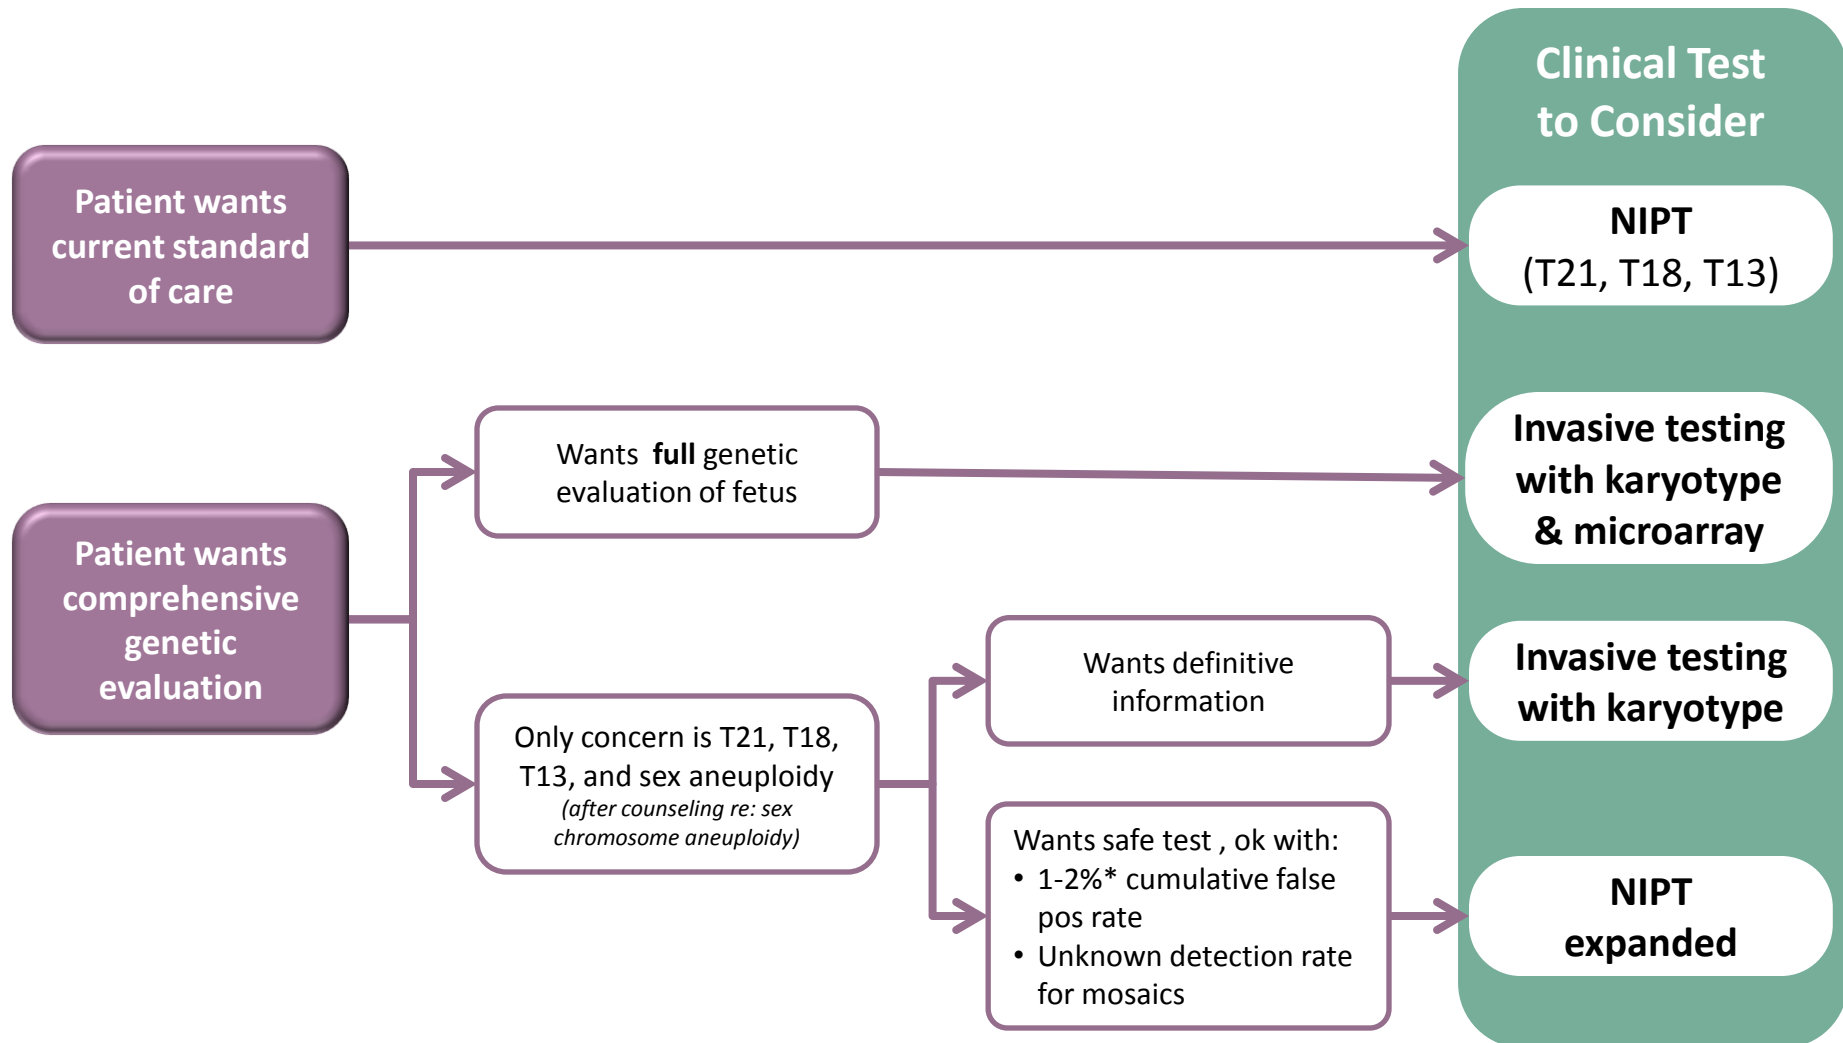 Clinical Test
to Consider
Patient wants
current standard
of care
NIPT
(T21, T18, T13)
Patient wants
comprehensive
genetic
evaluation
Wants full genetic
evaluation of fetus
Invasive testing
with karyotype
& microarray
Only concern is T21, T18,
T13, and sex aneuploidy
(after counseling re: sex
chromosome aneuploidy)
Wants definitive
information
Invasive testing
with karyotype
Wants safe test , ok with:
• 1-2%* cumulative false
pos rate
• Unknown detection rate
for mosaics
NIPT
expanded